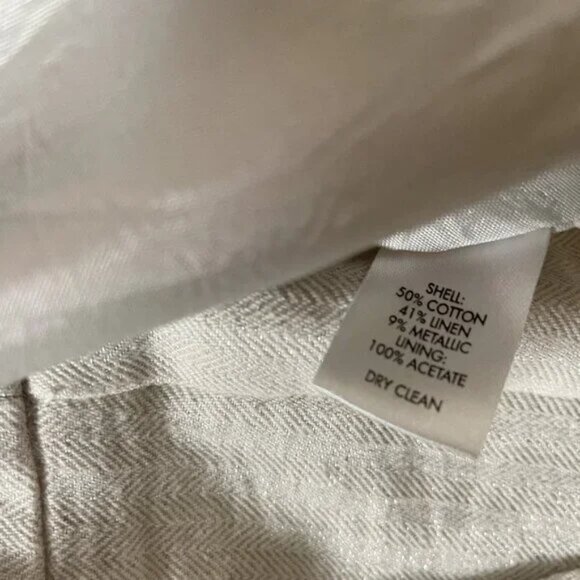 SHELL:
50% COTTON
41% LINEN
9% METALLIC
LINING:
100% ACETATE
DRY CLEAN